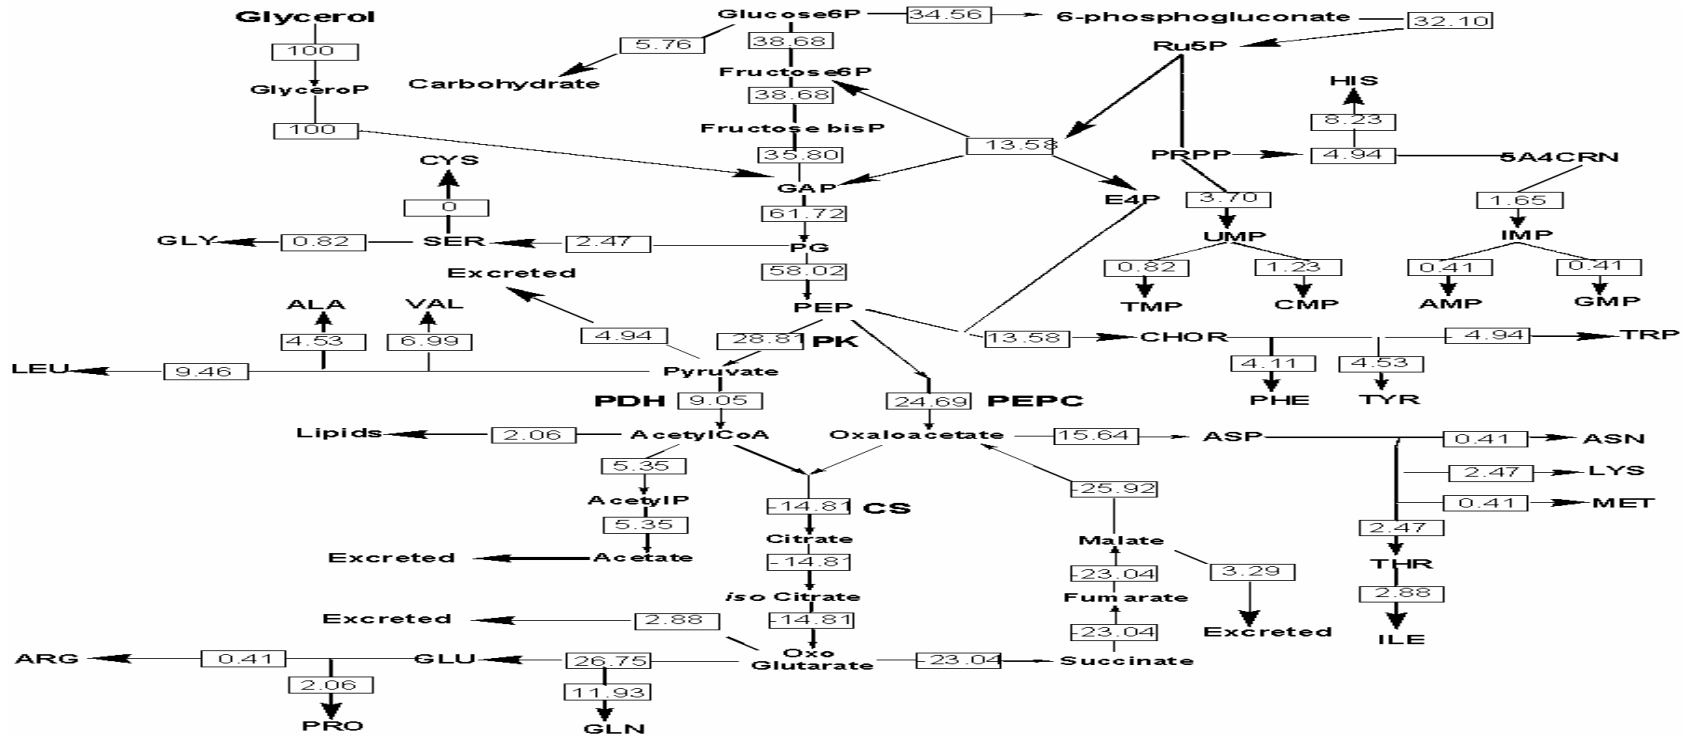 Glycerol
Glucose6P 34.56 6-phosphogluconate 32.10
100
5.76
38.68
Ru5P
Fructose6P
Carbohydrate
GlyceroP
HIS
38.68
8.23
100
Fructose bisP
13.58
CYS
35.80
PRPP 4.94 5A4CRN
GAP
E4P
3.70
1.65
0
61.72
UMP
IMP
GLY 0.82 SER 2.47 PG
Excreted
58.02
0.82
1.23
0.41
0.41
ALA
VAL
PEP
TMP
CMP
AMP
GMP
4.53
6.99
4.94
28.81 PK
13.58 CHOR
4.94 TRP
LEU 9.46 Pyruvate
4.11
4.53
PDH 9.05
24.69 PEPC
PHE
TYR
Lipids 2.06 AcetylCoA Oxaloacetate 15.64 ASP 0.41 ASN
5.35
2.47 LYS
-25.92
AcetylP
-14.81 CS
0.41 MET
5.35
2.47
Citrate
Malate
Excreted Acetate
-14.81
-23.04
3.29
THR
iso Citrate
Fumarate
2.88
Excreted 2.88
-14.81
-23.04
Excreted
ILE
ARG 0.41 GLU 26.75
Oxo
Glutarate
-23.04 Succinate
2.06
11.93
PRO
GLN